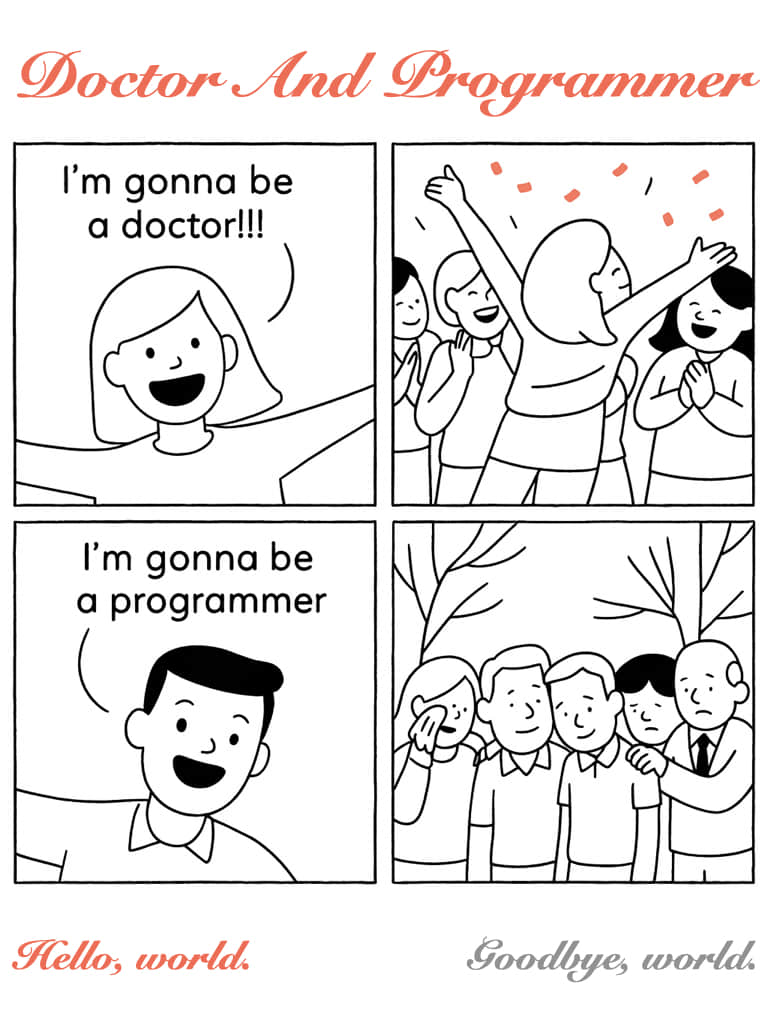 Doctor And Programmer
I'm gonna be
a doctor!!!
I'm gonna be
a programmer
Hello, world.
Goodbye, world.